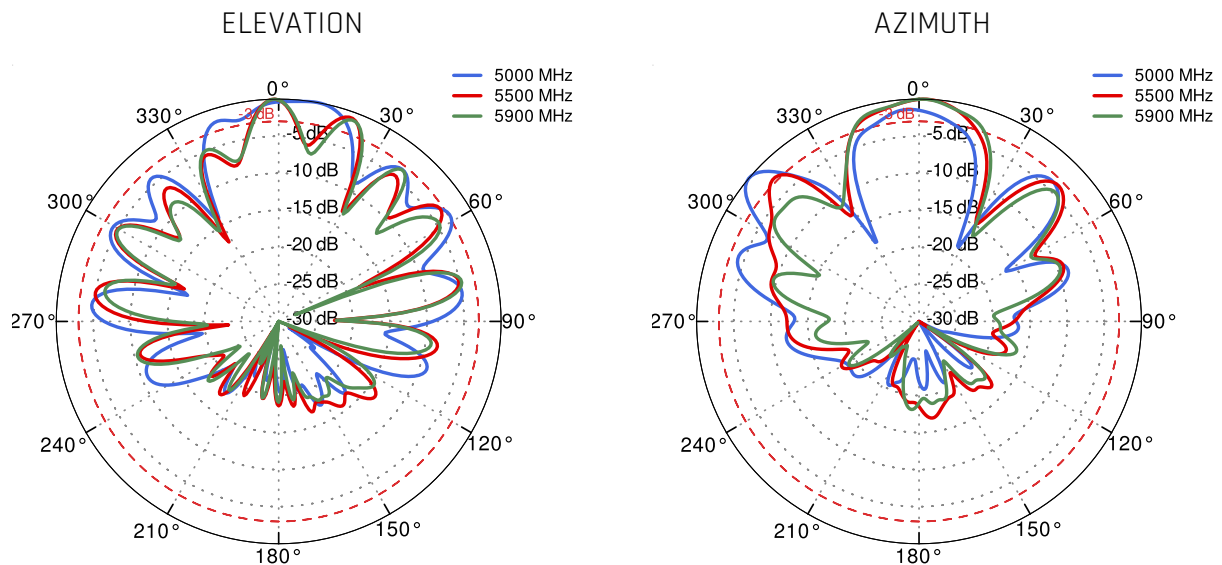 ELEVATION
5000 MHz
5500 MHz
5900 MHz
0°
30°
60°
90°
120°
150°
180°
210°
240°
270°
300°
330°
-3dB
-5 dB
-10 dB
-15 dB
-20 dB
-25 dB
-30 dB
AZIMUTH
5000 MHz
5500 MHz
5900 MHz
0°
30°
60°
90°
120°
150°
180°
210°
240°
270°
300°
330°
-3 dB
-5 dB
-10 dB
-15 dB
-20 dB
-25 dB
-30 dB